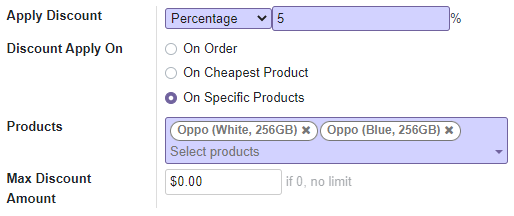 Apply Discount Percentage 5 %
Discount Apply On On Order
On Cheapest Product
On Specific Products
Products Oppo (White, 256GB) ✖ Oppo (Blue, 256GB) ✖
Select products
Max Discount
Amount $0.00 if 0, no limit